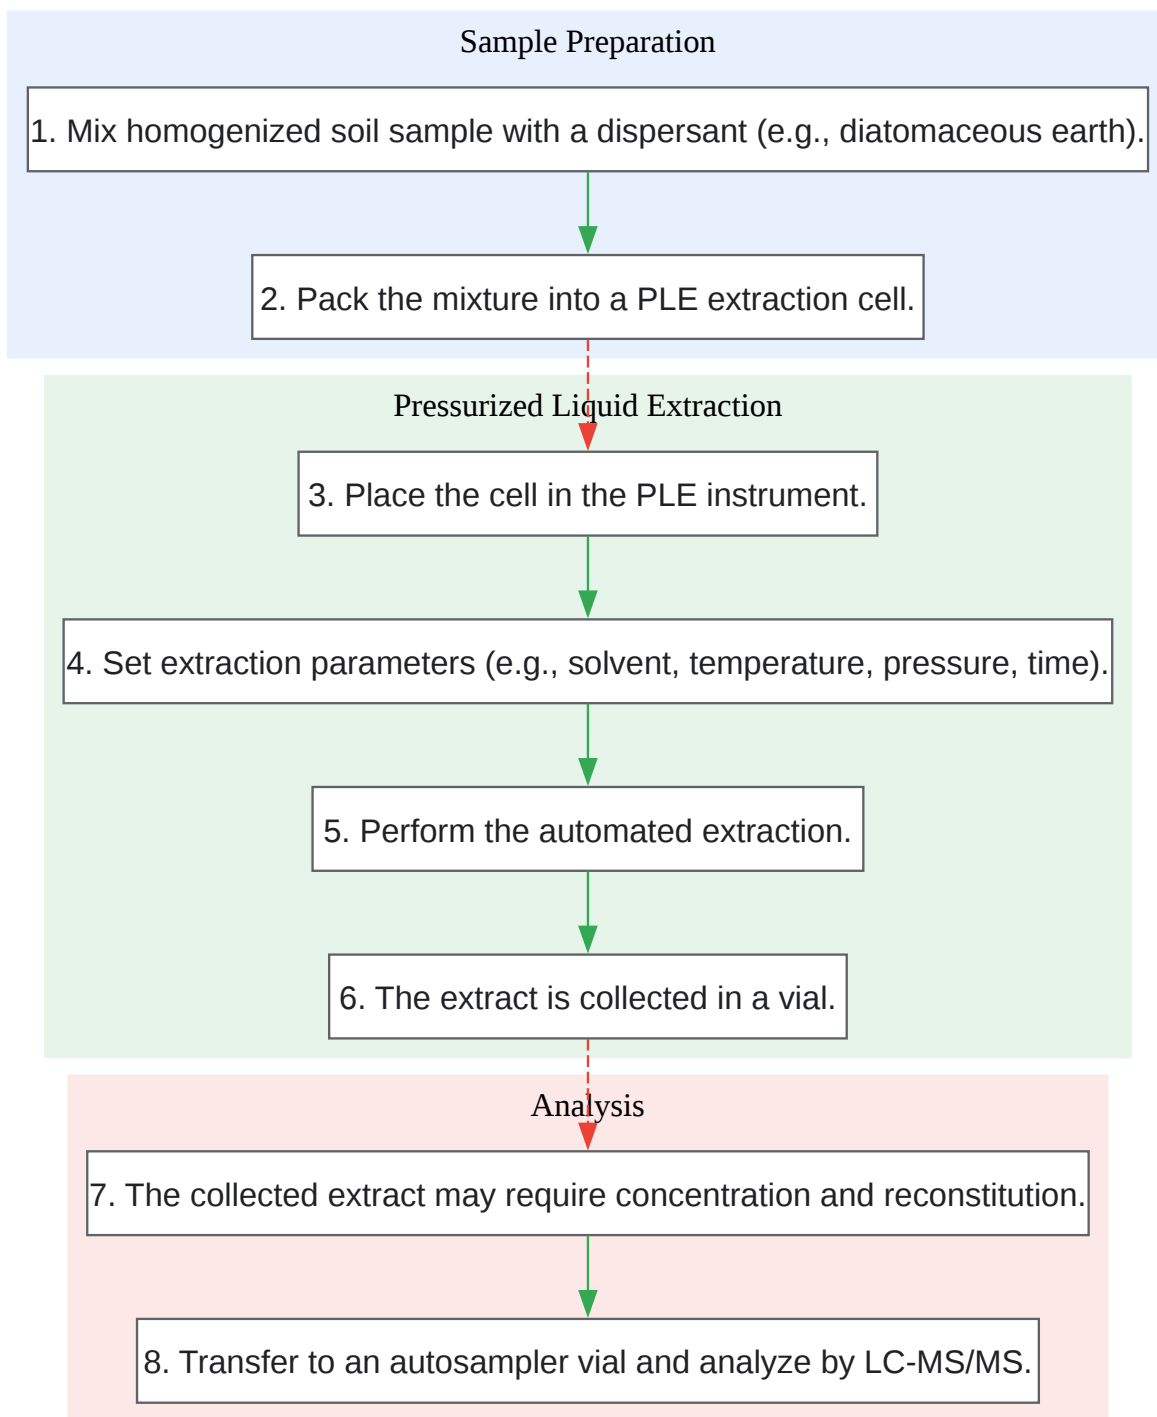 Sample Preparation
1. Mix homogenized soil sample with a dispersant (e.g., diatomaceous earth).
2. Pack the mixture into a PLE extraction cell.
Pressurized Liquid Extraction
3. Place the cell in the PLE instrument.
4. Set extraction parameters (e.g., solvent, temperature, pressure, time).
5. Perform the automated extraction.
6. The extract is collected in a vial.
Analysis
7. The collected extract may require concentration and reconstitution.
8. Transfer to an autosampler vial and analyze by LC-MS/MS.